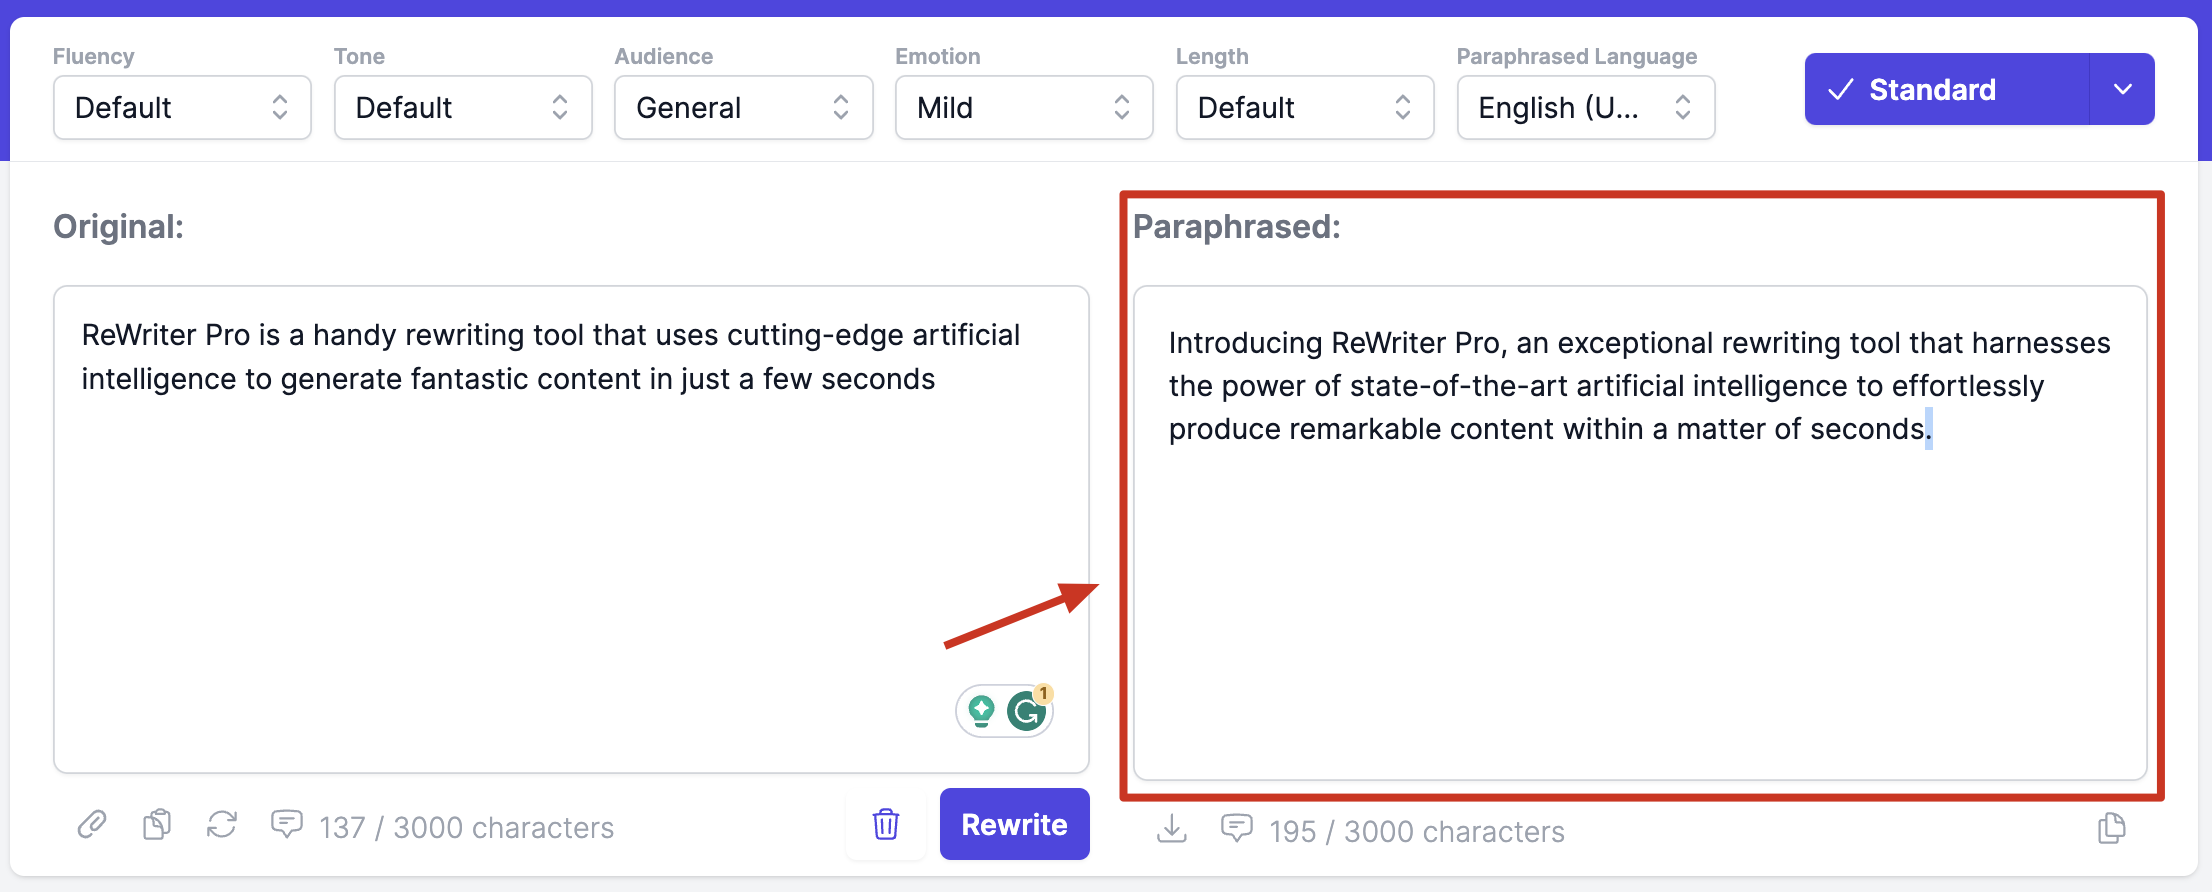 Fluency Tone Audience Emotion Length Paraphrased Language
Default Default General Mild Default English (U... Standard
Original:
ReWriter Pro is a handy rewriting tool that uses cutting-edge artificial
intelligence to generate fantastic content in just a few seconds
1
137 / 3000 characters
Rewrite
Paraphrased:
Introducing ReWriter Pro, an exceptional rewriting tool that harnesses
the power of state-of-the-art artificial intelligence to effortlessly
produce remarkable content within a matter of seconds.
195 / 3000 characters